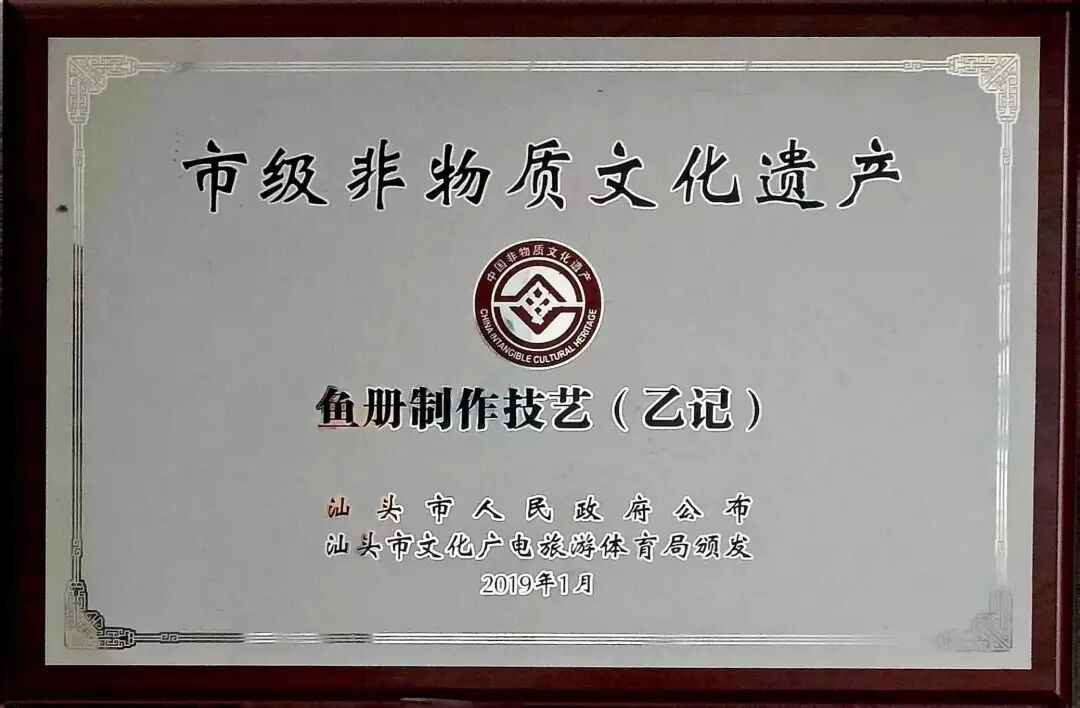 市级非物质文化遗产
中国非物质文化遗产
CHINA INTANGIBLE CULTURAL HERITAGE
鱼册制作技艺（乙记）
汕头市人民政府公布
汕头市文化广电旅游体育局颁发
2019年1月